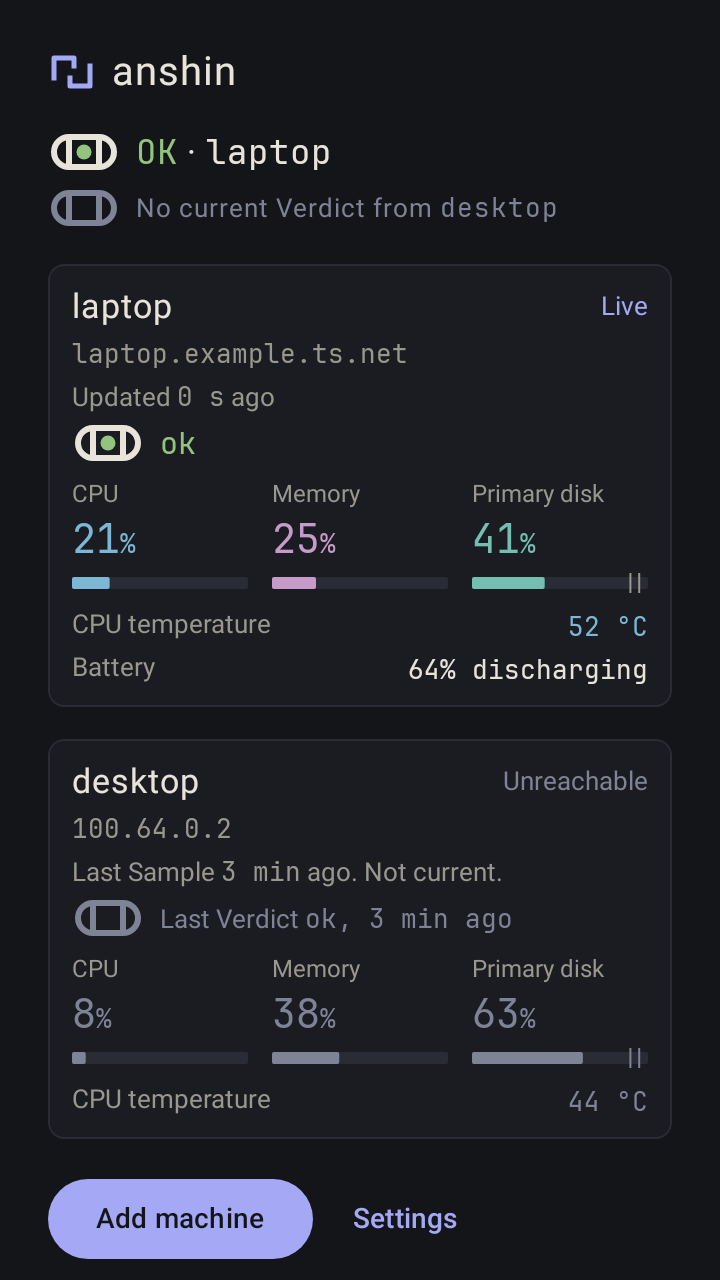 anshin
OK · laptop
No current Verdict from desktop
laptop Live
laptop.example.ts.net
Updated 0 s ago
ok
CPU Memory Primary disk
21% 25% 41%
CPU temperature 52 °C
Battery 64% discharging
desktop Unreachable
100.64.0.2
Last Sample 3 min ago. Not current.
Last Verdict ok, 3 min ago
CPU Memory Primary disk
8% 38% 63%
CPU temperature 44 °C
Add machine Settings